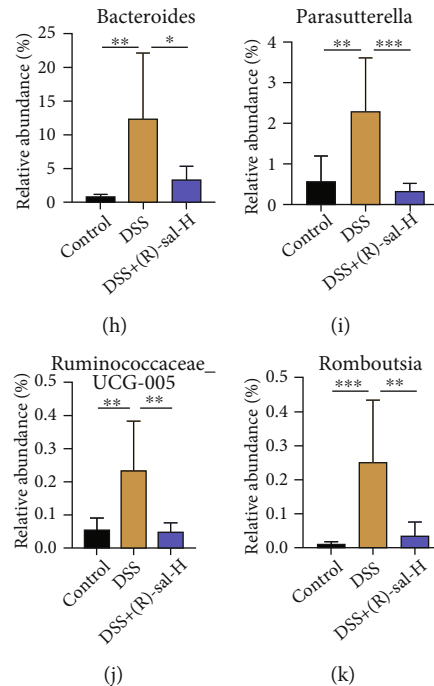 Bacteroides
** *
Relative abundance (%)
25
20
15
10
5
0
Control
DSS
DSS+(R)-sal-H
(h)
Parasutterella
** ***
Relative abundance (%)
4
3
2
1
0
Control
DSS
DSS+(R)-sal-H
(i)
Ruminococcaceae_
UCG-005
** **
Relative abundance (%)
0.5
0.4
0.3
0.2
0.1
0.0
Control
DSS
DSS+(R)-sal-H
(j)
Romboutsia
*** **
Relative abundance (%)
0.5
0.4
0.3
0.2
0.1
0.0
Control
DSS
DSS+(R)-sal-H
(k)